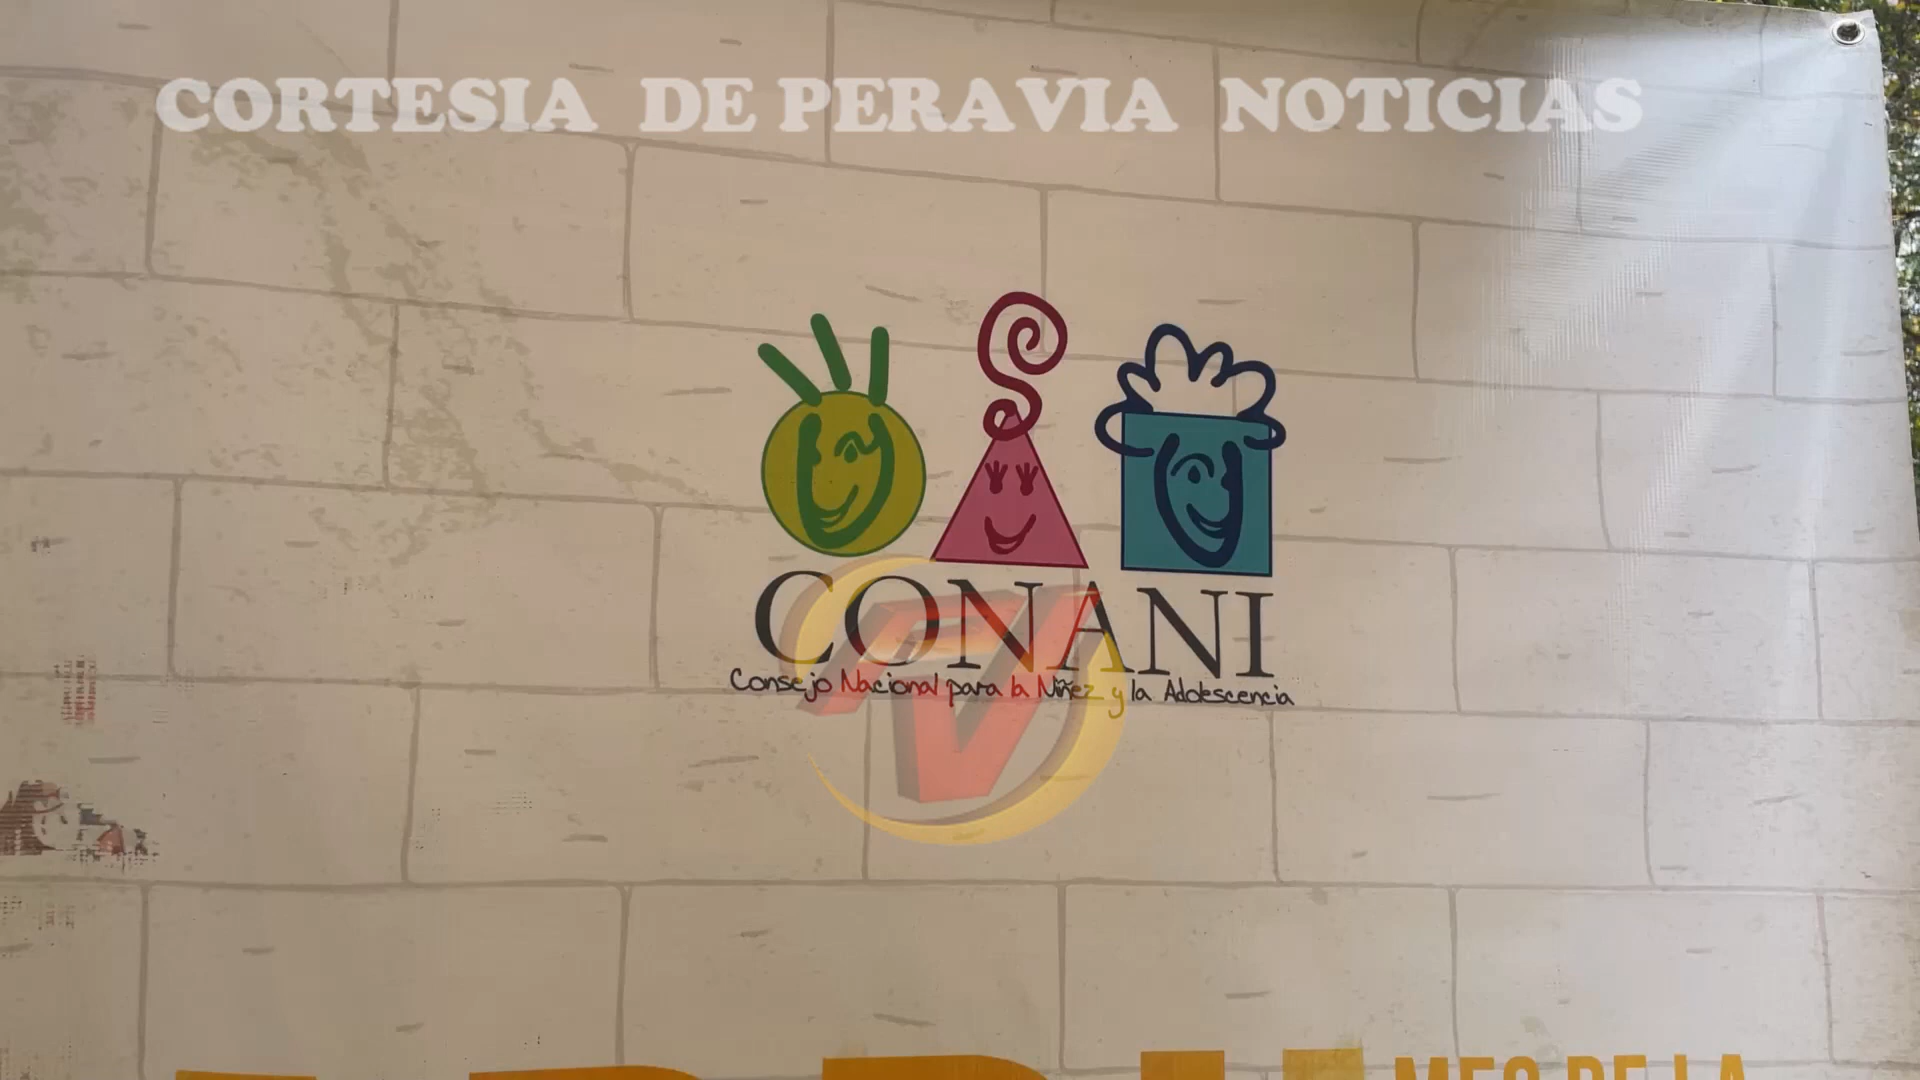 CORTESIA DE PERAVIA NOTICIAS
CONANI
Consejo Nacional para la Niñez y la Adolescencia
MES DE LA